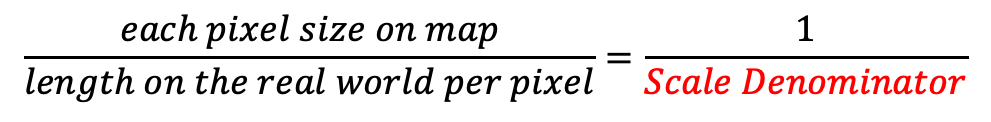 each pixel size on map
length on the real world per pixel
=
1
Scale Denominator